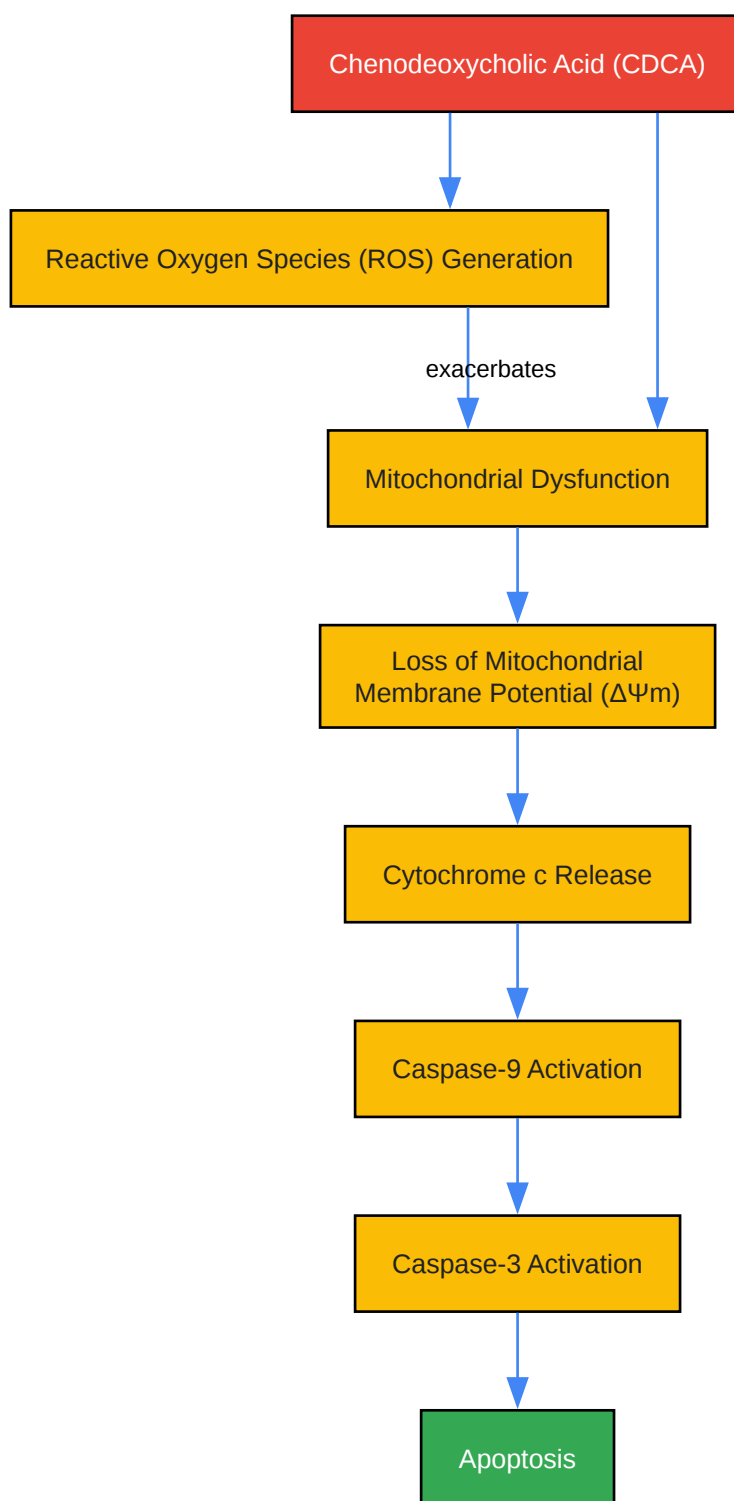 Chenodeoxycholic Acid (CDCA)
Reactive Oxygen Species (ROS) Generation
exacerbates
Mitochondrial Dysfunction
Loss of Mitochondrial
Membrane Potential (ΔΨm)
Cytochrome c Release
Caspase-9 Activation
Caspase-3 Activation
Apoptosis